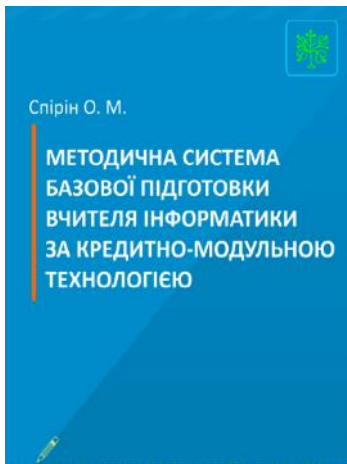 Спірін О. М.
МЕТОДИЧНА СИСТЕМА
БАЗОВОЇ ПІДГОТОВКИ
ВЧИТЕЛЯ ІНФОРМАТИКИ
ЗА КРЕДИТНО-МОДУЛЬНОЮ
ТЕХНОЛОГІЄЮ